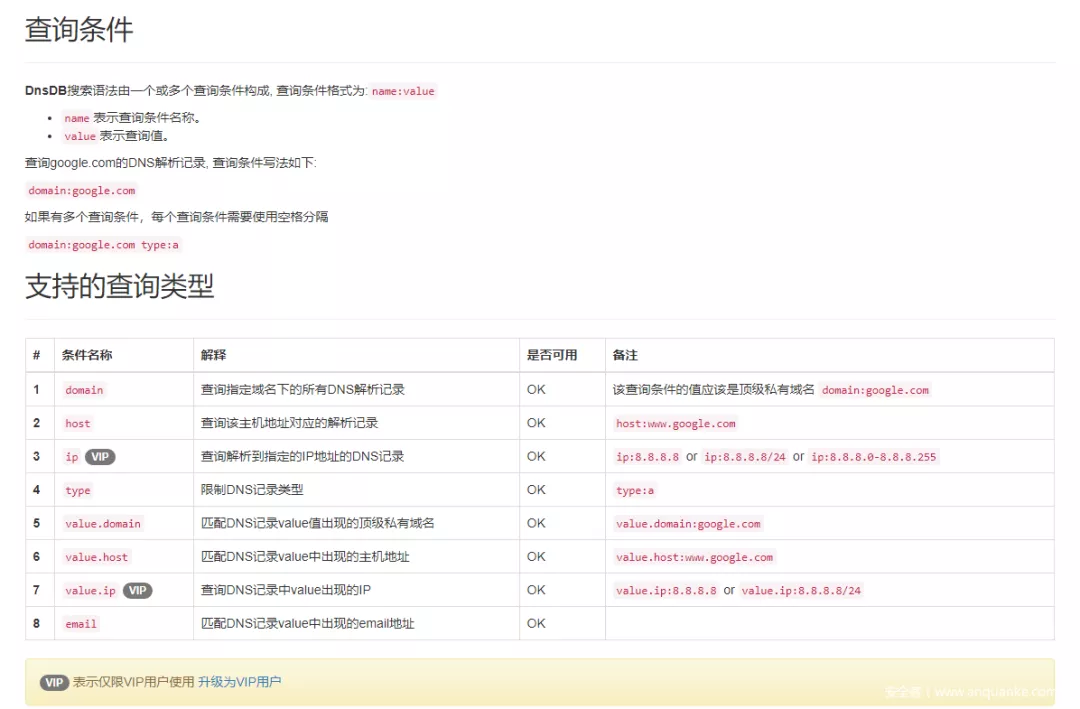 查询条件
DnsDB搜索语法由一个或多个查询条件构成, 查询条件格式为: name:value
name 表示查询条件名称。
value 表示查询值。
查询google.com的DNS解析记录, 查询条件写法如下:
domain:google.com
如果有多个查询条件，每个查询条件需要使用空格分隔
domain:google.com type:a
支持的查询类型
# 条件名称 解释 是否可用 备注
1 domain 查询指定域名下的所有DNS解析记录 OK 该查询条件的值应该是顶级私有域名 domain:google.com
2 host 查询该主机地址对应的解析记录 OK host:www.google.com
3 ip VIP 查询解析到指定的IP地址的DNS记录 OK ip:8.8.8.8 or ip:8.8.8.8/24 or ip:8.8.8.0-8.8.8.255
4 type 限制DNS记录类型 OK type:a
5 value.domain 匹配DNS记录value值出现的顶级私有域名 OK value.domain:google.com
6 value.host 匹配DNS记录value中出现的主机地址 OK value.host:www.google.com
7 value.ip VIP 查询DNS记录中value出现的IP OK value.ip:8.8.8.8 or value.ip:8.8.8.8/24
8 email 匹配DNS记录value中出现的email地址 OK
VIP 表示仅限VIP用户使用 升级为VIP用户
安全客 ( www.anquanke.com